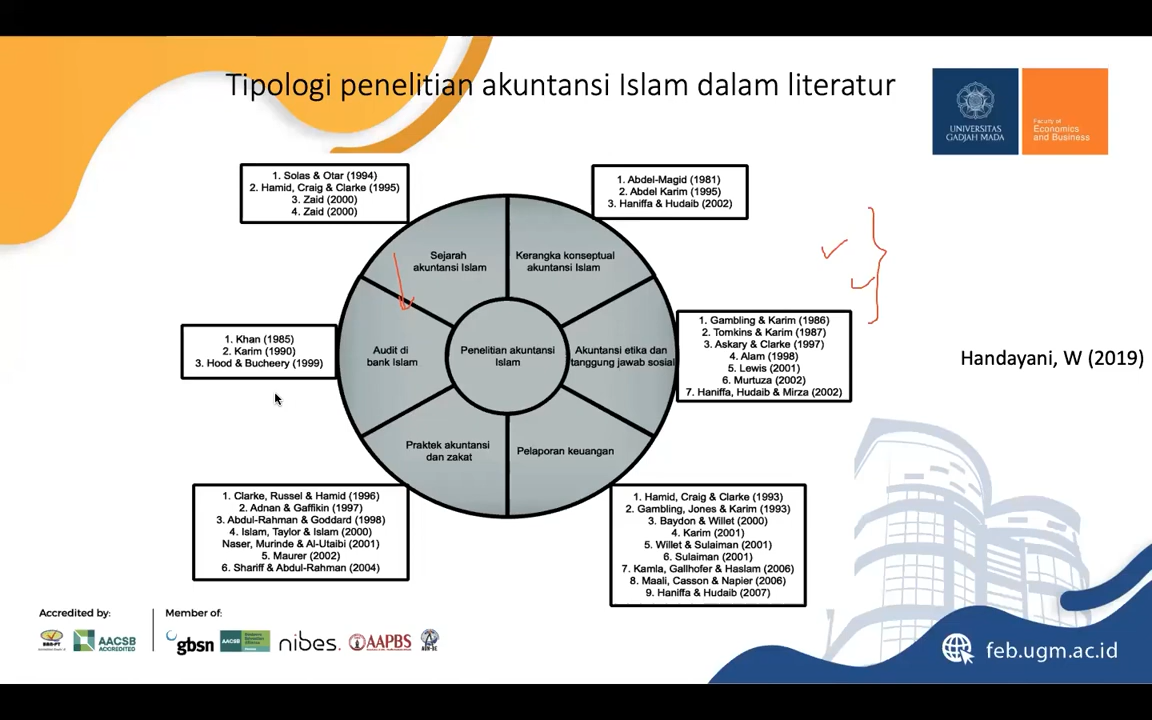 Tipologi penelitian akuntansi Islam dalam literatur
UNIVERSITAS
GADJAH MADA
Faculty of
Economics
and Business
1. Solas & Otar (1994)
2. Hamid, Craig & Clarke (1995)
3. Zaid (2000)
4. Zaid (2000)
1. Abdel-Magid (1981)
2. Abdel Karim (1995)
3. Haniffa & Hudaib (2002)
Sejarah
akuntansi Islam
Kerangka konseptual
akuntansi Islam
1. Khan (1985)
2. Karim (1990)
3. Hood & Bucheery (1999)
Audit di
bank Islam
Penelitian akuntansi
Islam
Akuntansi etika dan
tanggung jawab sosial
1. Gambling & Karim (1986)
2. Tomkins & Karim (1987)
3. Askary & Clarke (1997)
4. Alam (1998)
5. Lewis (2001)
6. Murtuza (2002)
7. Haniffa, Hudaib & Mirza (2002)
Handayani, W (2019)
Praktek akuntansi
dan zakat
Pelaporan keuangan
1. Clarke, Russel & Hamid (1996)
2. Adnan & Gaffikin (1997)
3. Abdul-Rahman & Goddard (1998)
4. Islam, Taylor & Islam (2000)
Naser, Murinde & Al-Utaibi (2001)
5. Maurer (2002)
6. Shariff & Abdul-Rahman (2004)
1. Hamid, Craig & Clarke (1993)
2. Gambling, Jones & Karim (1993)
3. Baydon & Willet (2000)
4. Karim (2001)
5. Willet & Sulaiman (2001)
6. Sulaiman (2001)
7. Kamla, Gallhofer & Haslam (2006)
8. Maali, Casson & Napier (2006)
9. Haniffa & Hudaib (2007)
Accredited by:
Member of:
AACSB
ACCREDITED
gbsn
AACSB
nibes.
AAPBS
feb.ugm.ac.id